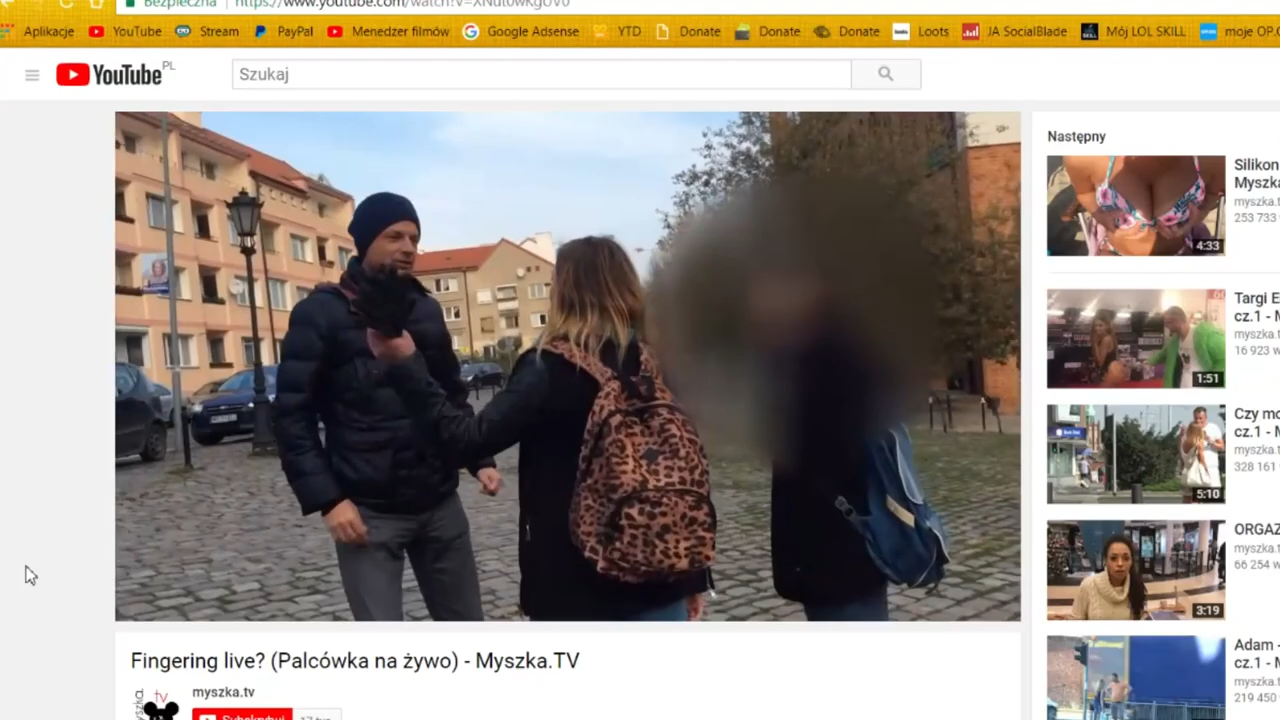 Bezpieczna | https://www.youtube.com/watch?v=
Aplikacje YouTube Stream PayPal Menedżer filmów Google Adsense YTD Donate Donate Donate Loots JA SocialBlade Mój LOL SKILL moje OP.
YouTube PL
Szukaj
Następny
Silikon
Myszka
myszka.t
253 733
4:33
Targi E
cz.1 - M
myszka.t
16 923 w
1:51
Czy mo
cz.1 - M
myszka.t
328 161
5:10
ORGAZ
myszka.t
66 254 w
3:19
Adam -
cz.1 - M
myszka.t
219 450
Fingering live? (Palcówka na żywo) - Myszka.TV
myszka tv
myszka.tv
Subskrybuj 17 tys.